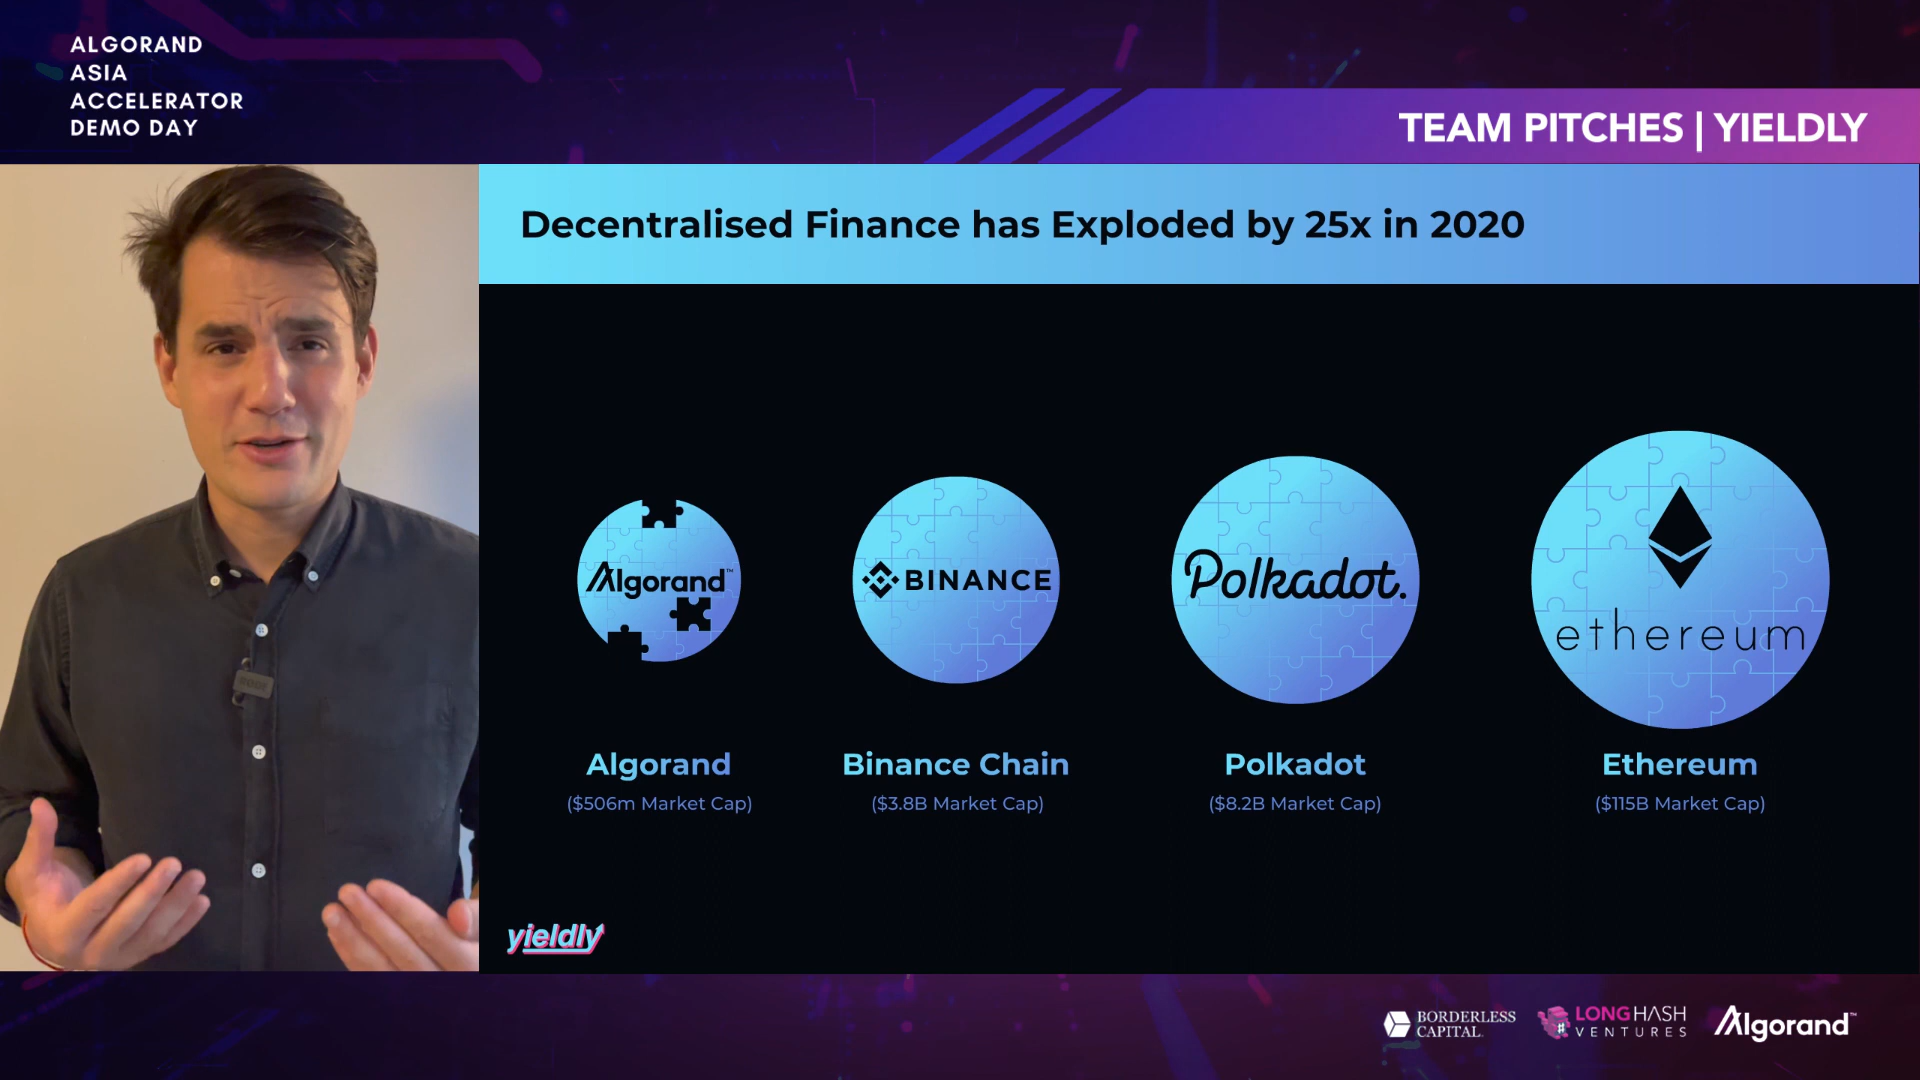 ALGORAND
ASIA
ACCELERATOR
DEMO DAY
TEAM PITCHES | YIELDLY
Decentralised Finance has Exploded by 25x in 2020
Algorand™
BINANCE
Polkadot.
ethereum
Algorand
($506m Market Cap)
Binance Chain
($3.8B Market Cap)
Polkadot
($8.2B Market Cap)
Ethereum
($115B Market Cap)
yieldly
BORDERLESS
CAPITAL
LONGHASH
VENTURES
Algorand™